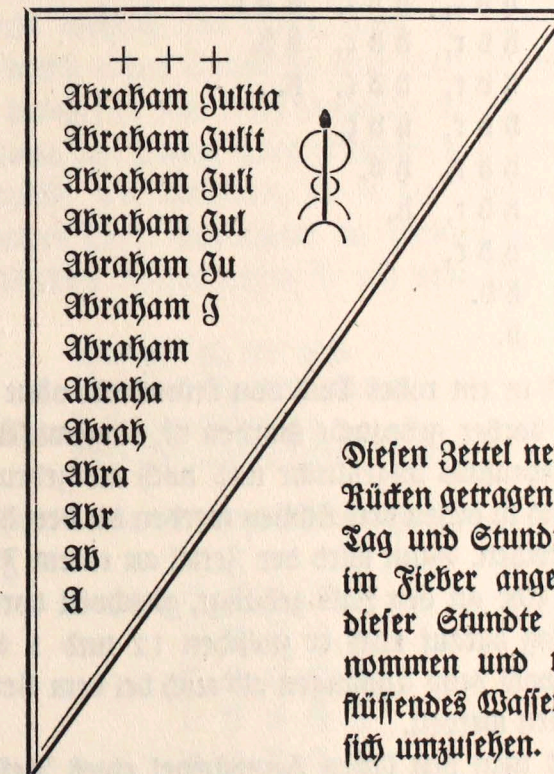 + + +
Abraham Julita
Abraham Julit
Abraham Juli
Abraham Jul
Abraham Ju
Abraham J
Abraham
Abraha
Abrah
Abra
Abr
Ab
A
Diesen Zettel ne
Rücken getragen
Tag und Stund
im Fieber ange
dieser Stundte
nommen und r
flüssendes Wasser
sich umzusehen.